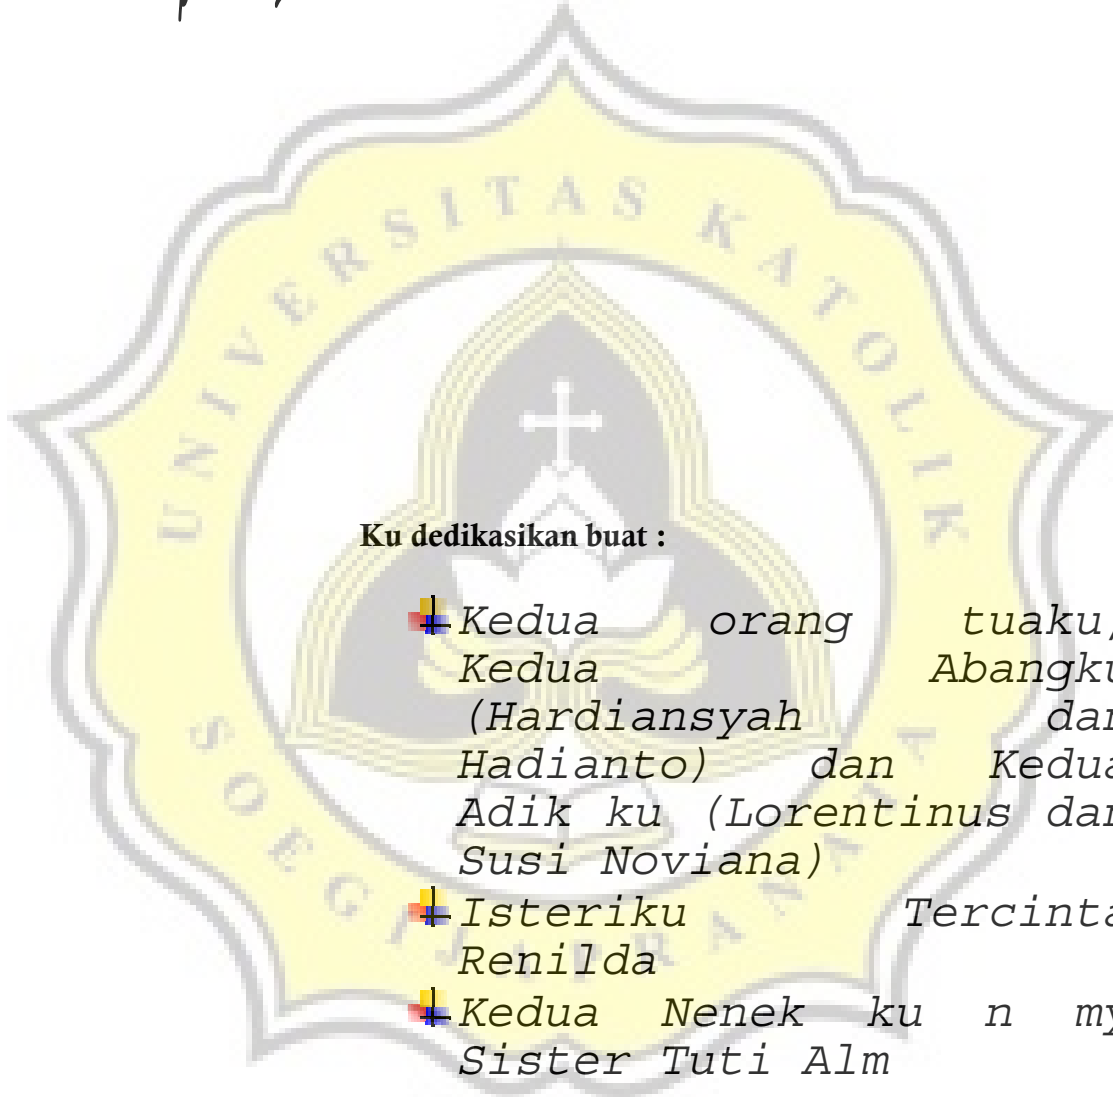 UNIVERSITAS KATOLIK
SOEGIJAPRANATA
Ku dedikasikan buat :
Kedua orang tuaku,
Kedua Abangku
(Hardiansyah dan
Hadianto) dan Kedua
Adik ku (Lorentinus dan
Susi Noviana)
Isteriku Tercinta
Renilda
Kedua Nenek ku n my
Sister Tuti Alm